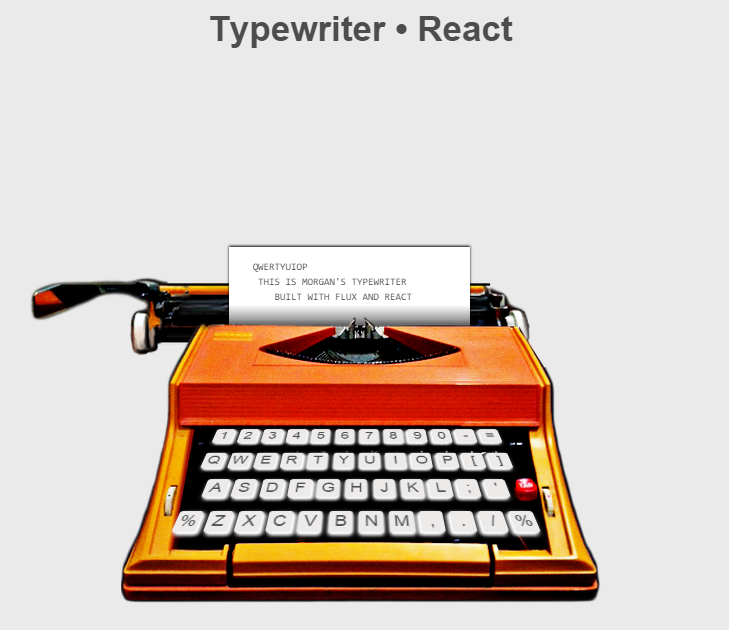 Typewriter • React
QWERTYUIOP
THIS IS MORGAN'S TYPEWRITER
BUILT WITH FLUX AND REACT
1 2 3 4 5 6 7 8 9 0 - =
Q W E R T Y U I O P [ ]
A S D F G H J K L ; '
% Z X C V B N M , . / %